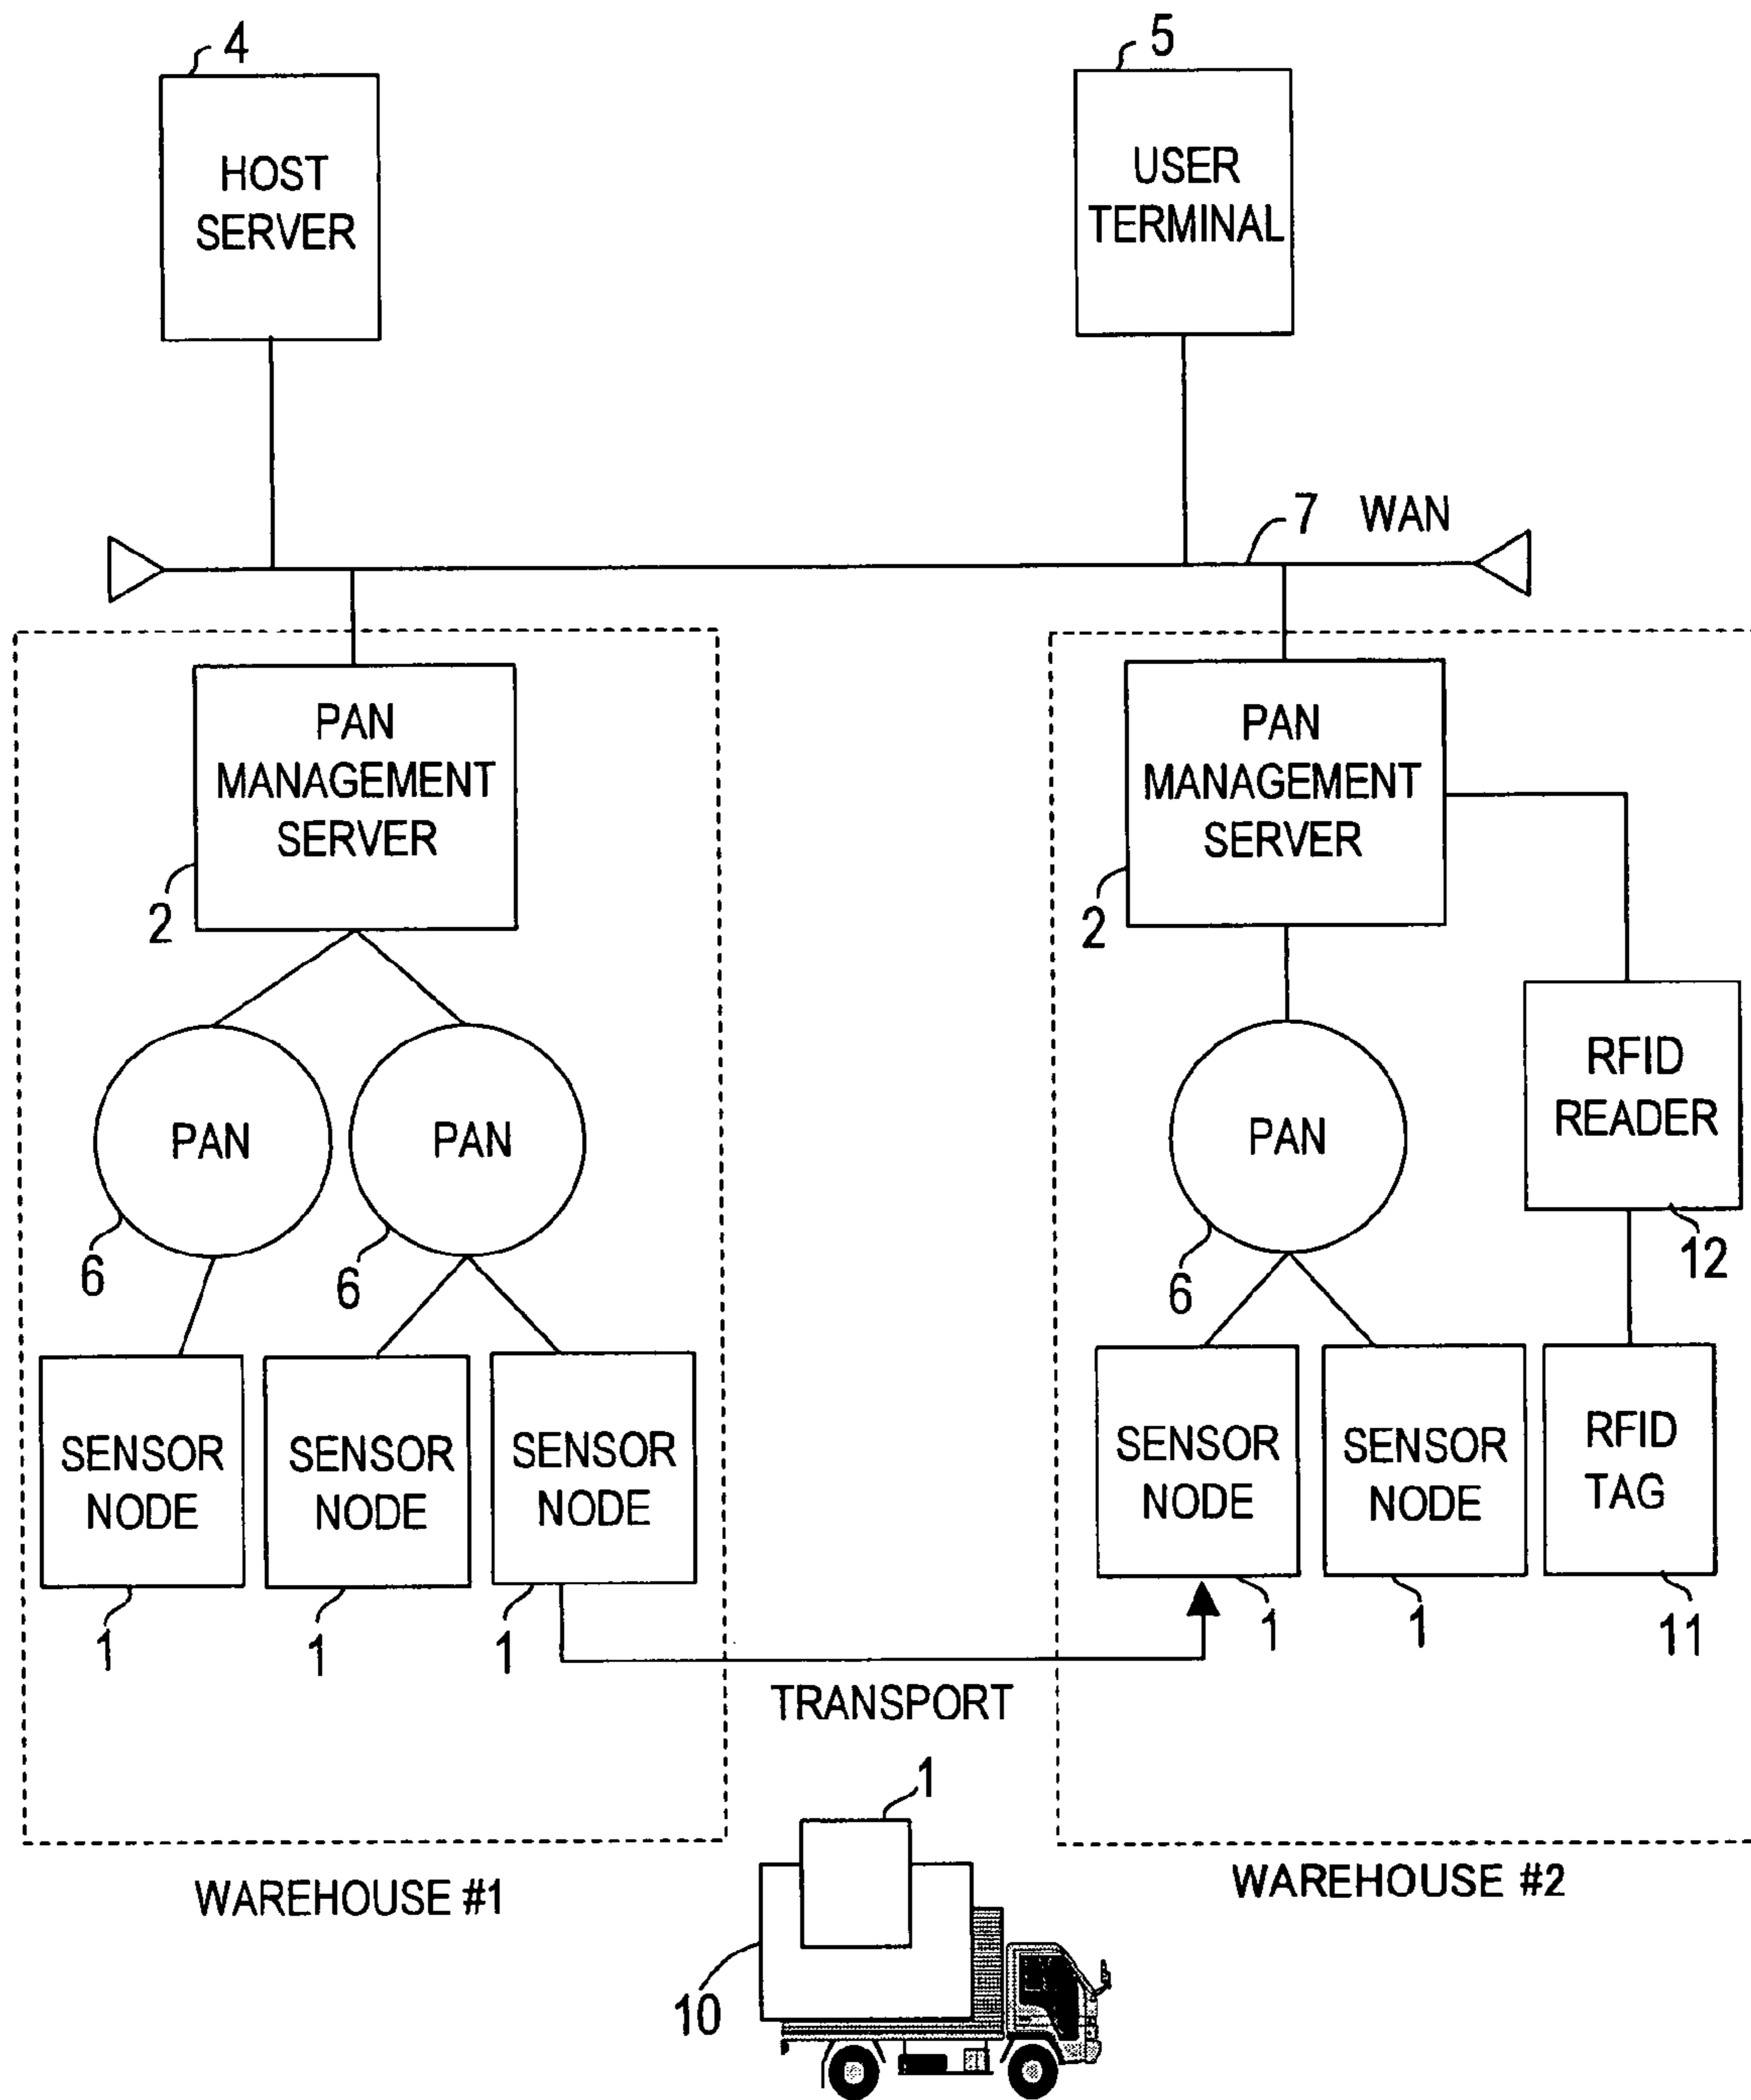 4
5
HOST
SERVER
USER
TERMINAL
7 WAN
PAN
MANAGEMENT
SERVER
2
PAN
MANAGEMENT
SERVER
2
PAN
6
PAN
6
PAN
6
RFID
READER
12
SENSOR
NODE
1
SENSOR
NODE
1
SENSOR
NODE
1
SENSOR
NODE
1
SENSOR
NODE
1
RFID
TAG
11
TRANSPORT
1
WAREHOUSE #1
WAREHOUSE #2
10